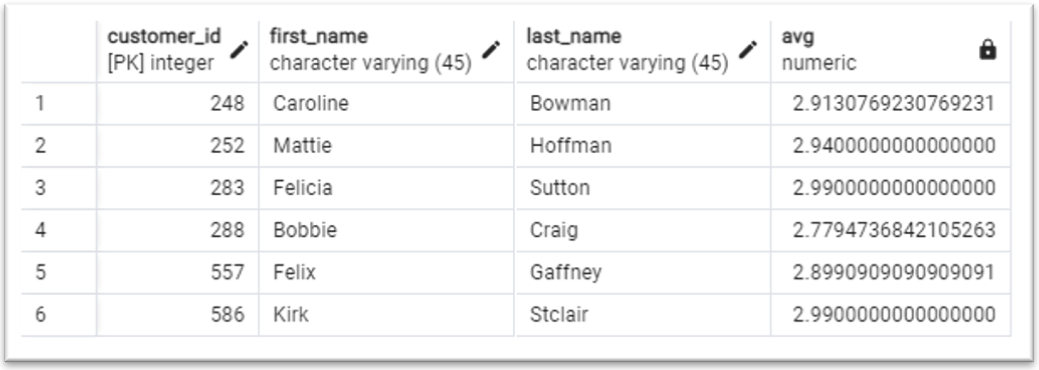 customer_id first_name last_name avg
[PK] integer character varying (45) character varying (45) numeric
1 248 Caroline Bowman 2.9130769230769231
2 252 Mattie Hoffman 2.9400000000000000
3 283 Felicia Sutton 2.9900000000000000
4 288 Bobbie Craig 2.7794736842105263
5 557 Felix Gaffney 2.8990909090909091
6 586 Kirk Stclair 2.9900000000000000